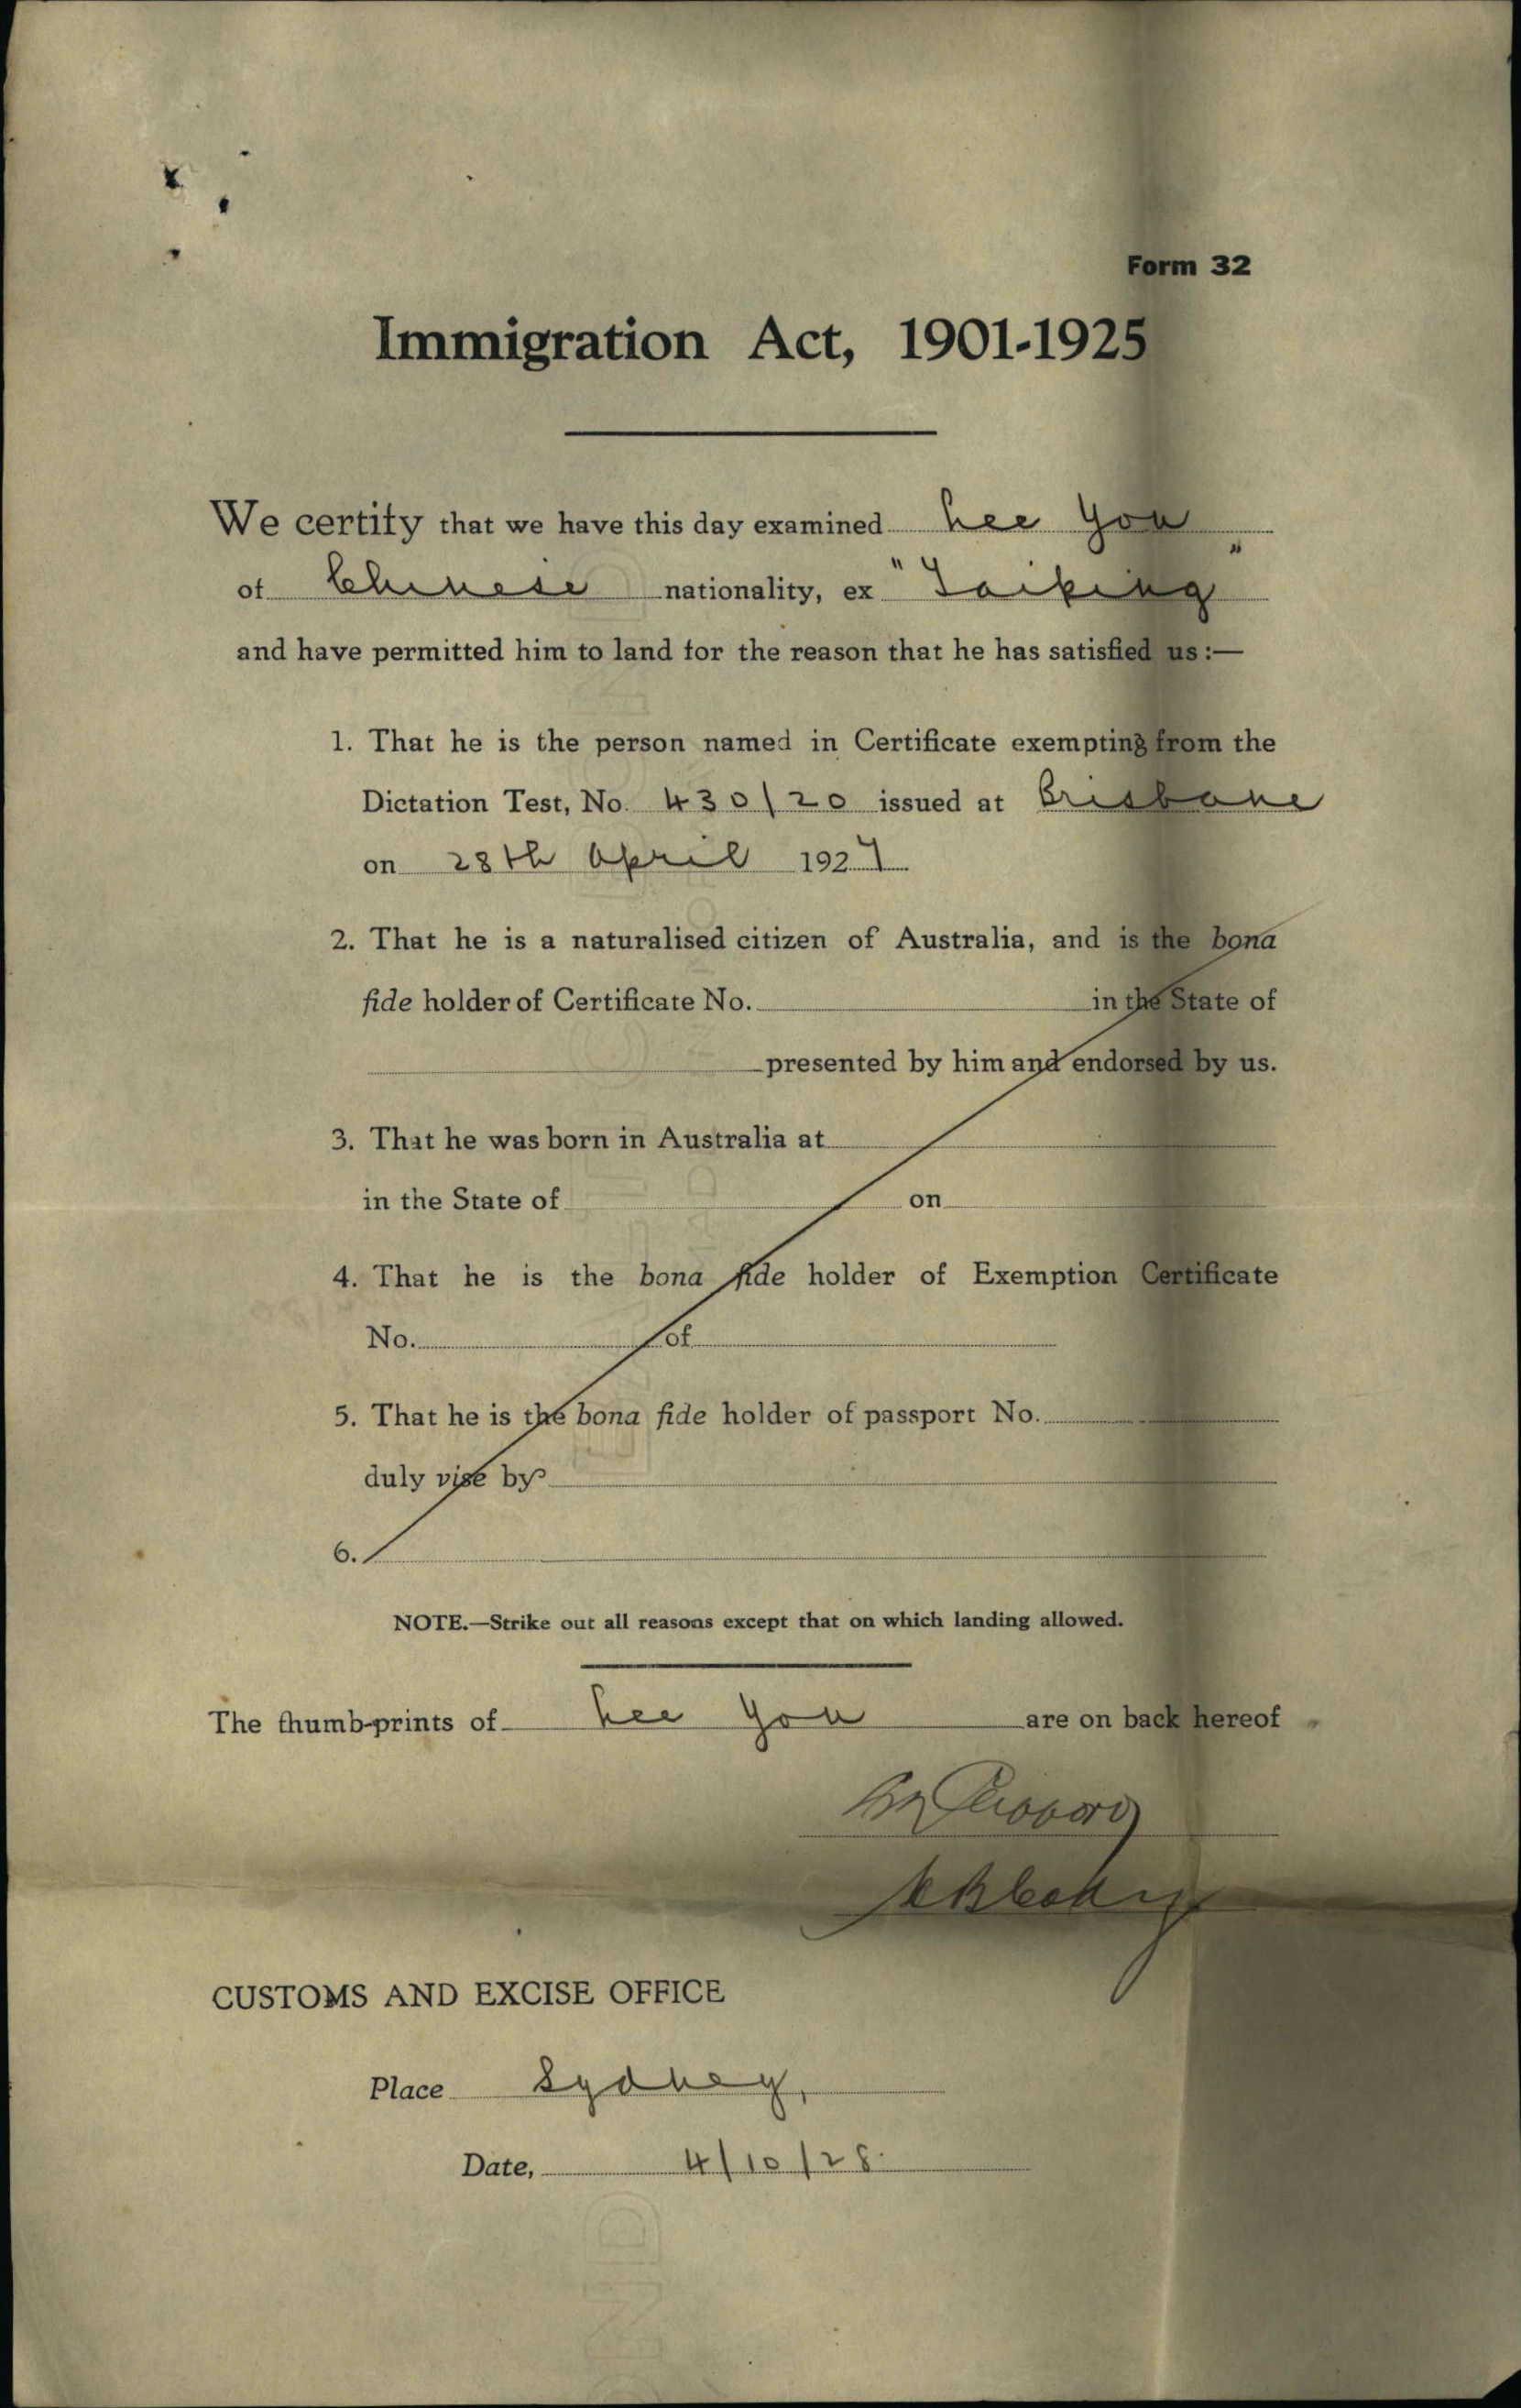 Form 32
Immigration Act, 1901-1925
We certify that we have this day examined Lee You
of Chinese nationality, ex "Taiping"
and have permitted him to land for the reason that he has satisfied us :—
1. That he is the person named in Certificate exempting from the
Dictation Test, No. 430/20 issued at Brisbane
on 28th April 1927
2. That he is a naturalised citizen of Australia, and is the bona
fide holder of Certificate No. in the State of
presented by him and endorsed by us.
3. That he was born in Australia at
in the State of on
4. That he is the bona fide holder of Exemption Certificate
No. of
5. That he is the bona fide holder of passport No.
duly vise by
6.
NOTE.—Strike out all reasons except that on which landing allowed.
The thumb-prints of Lee You are on back hereof
CUSTOMS AND EXCISE OFFICE
Place Sydney,
Date, 4/10/28.